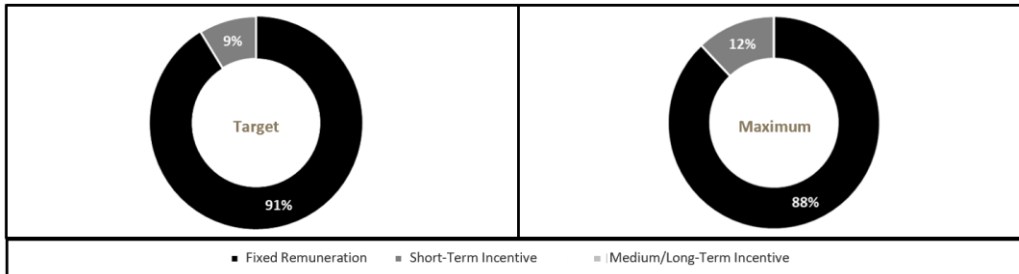 9%
Target
91%
12%
Maximum
88%
Fixed Remuneration Short-Term Incentive Medium/Long-Term Incentive